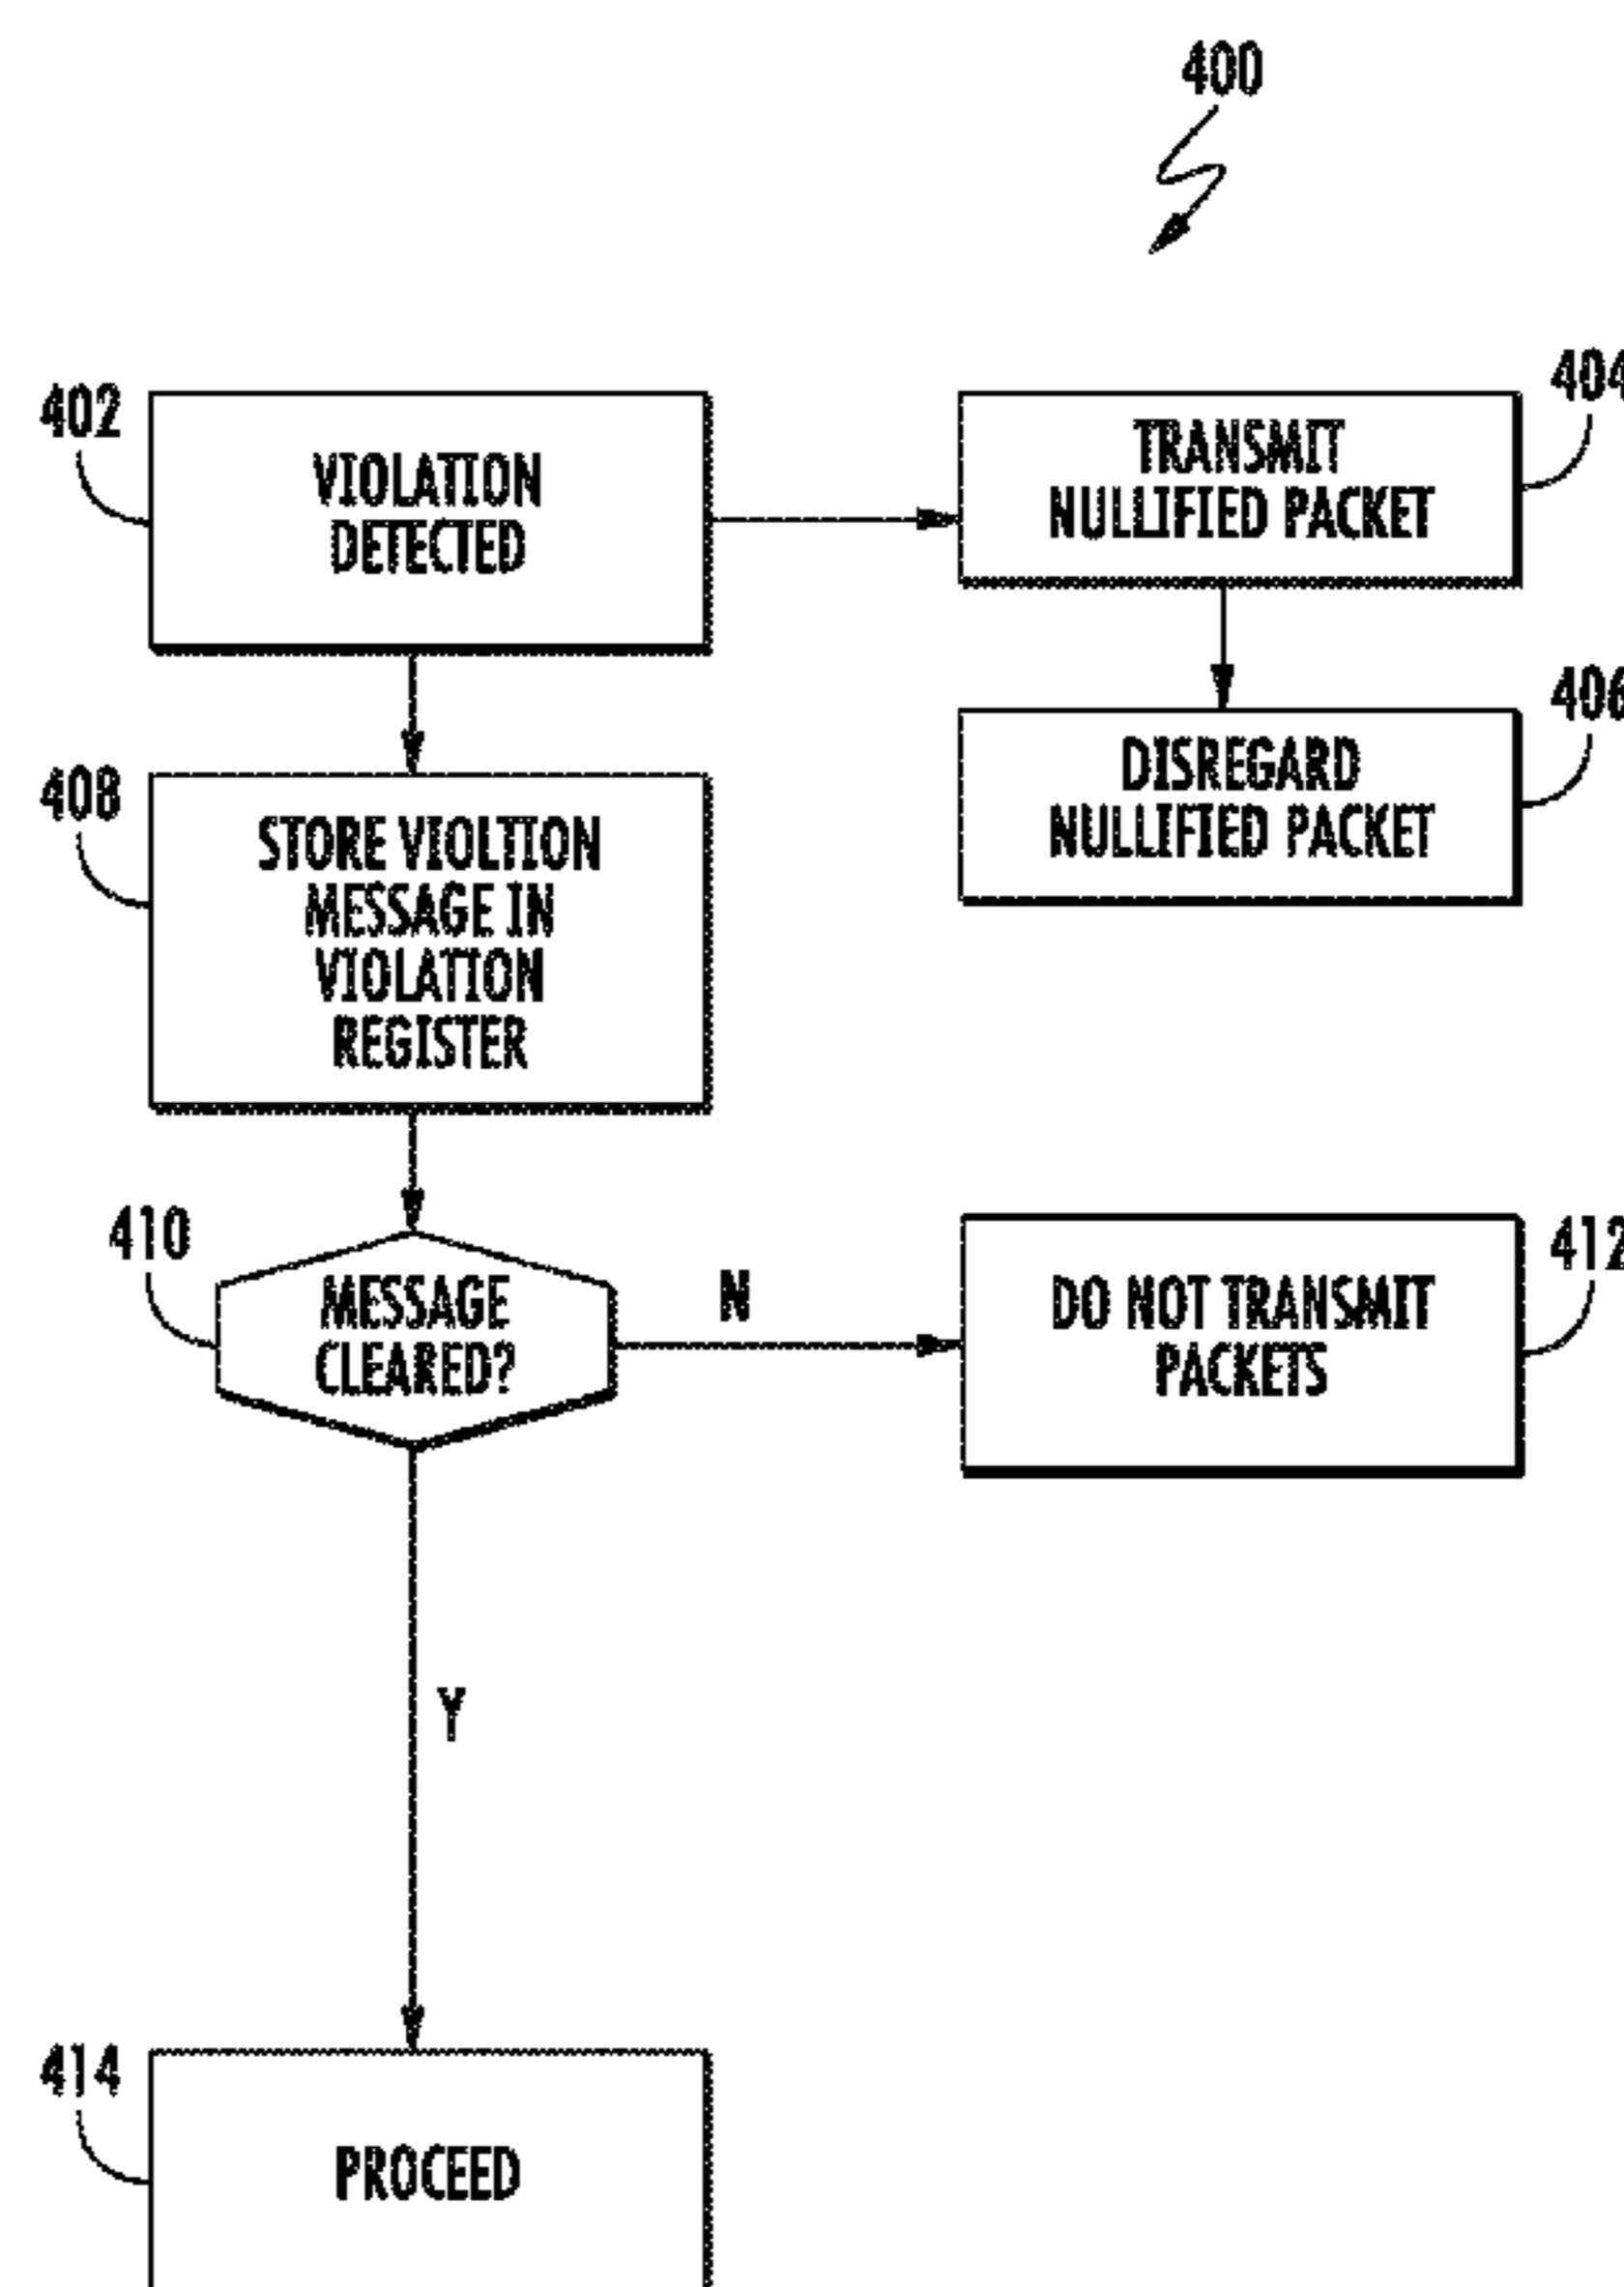 400
402
VIOLATION
DETECTED
404
TRANSMIT
NULLIFIED PACKET
406
DISREGARD
NULLIFIED PACKET
408
STORE VIOLTION
MESSAGE IN
VIOLATION
REGISTER
410
MESSAGE
CLEARED?
N
412
DO NOT TRANSMIT
PACKETS
Y
414
PROCEED